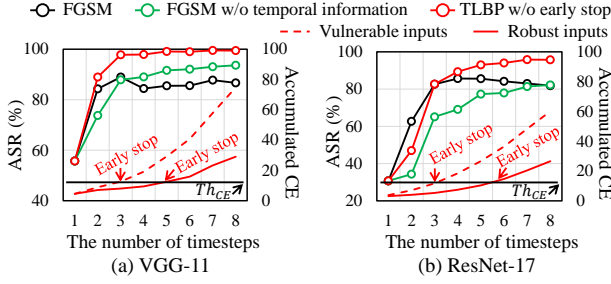 FGSM FGSM w/o temporal information TLBP w/o early stop
Vulnerable inputs Robust inputs
ASR (%)
100
80
60
40
Early stop
Early stop
Th_CE
100
80
60
40
20
0
Accumulated CE
1 2 3 4 5 6 7 8
The number of timesteps
(a) VGG-11
ASR (%)
100
80
60
40
20
Early stop
Early stop
Th_CE
100
80
60
40
20
0
Accumulated CE
1 2 3 4 5 6 7 8
The number of timesteps
(b) ResNet-17